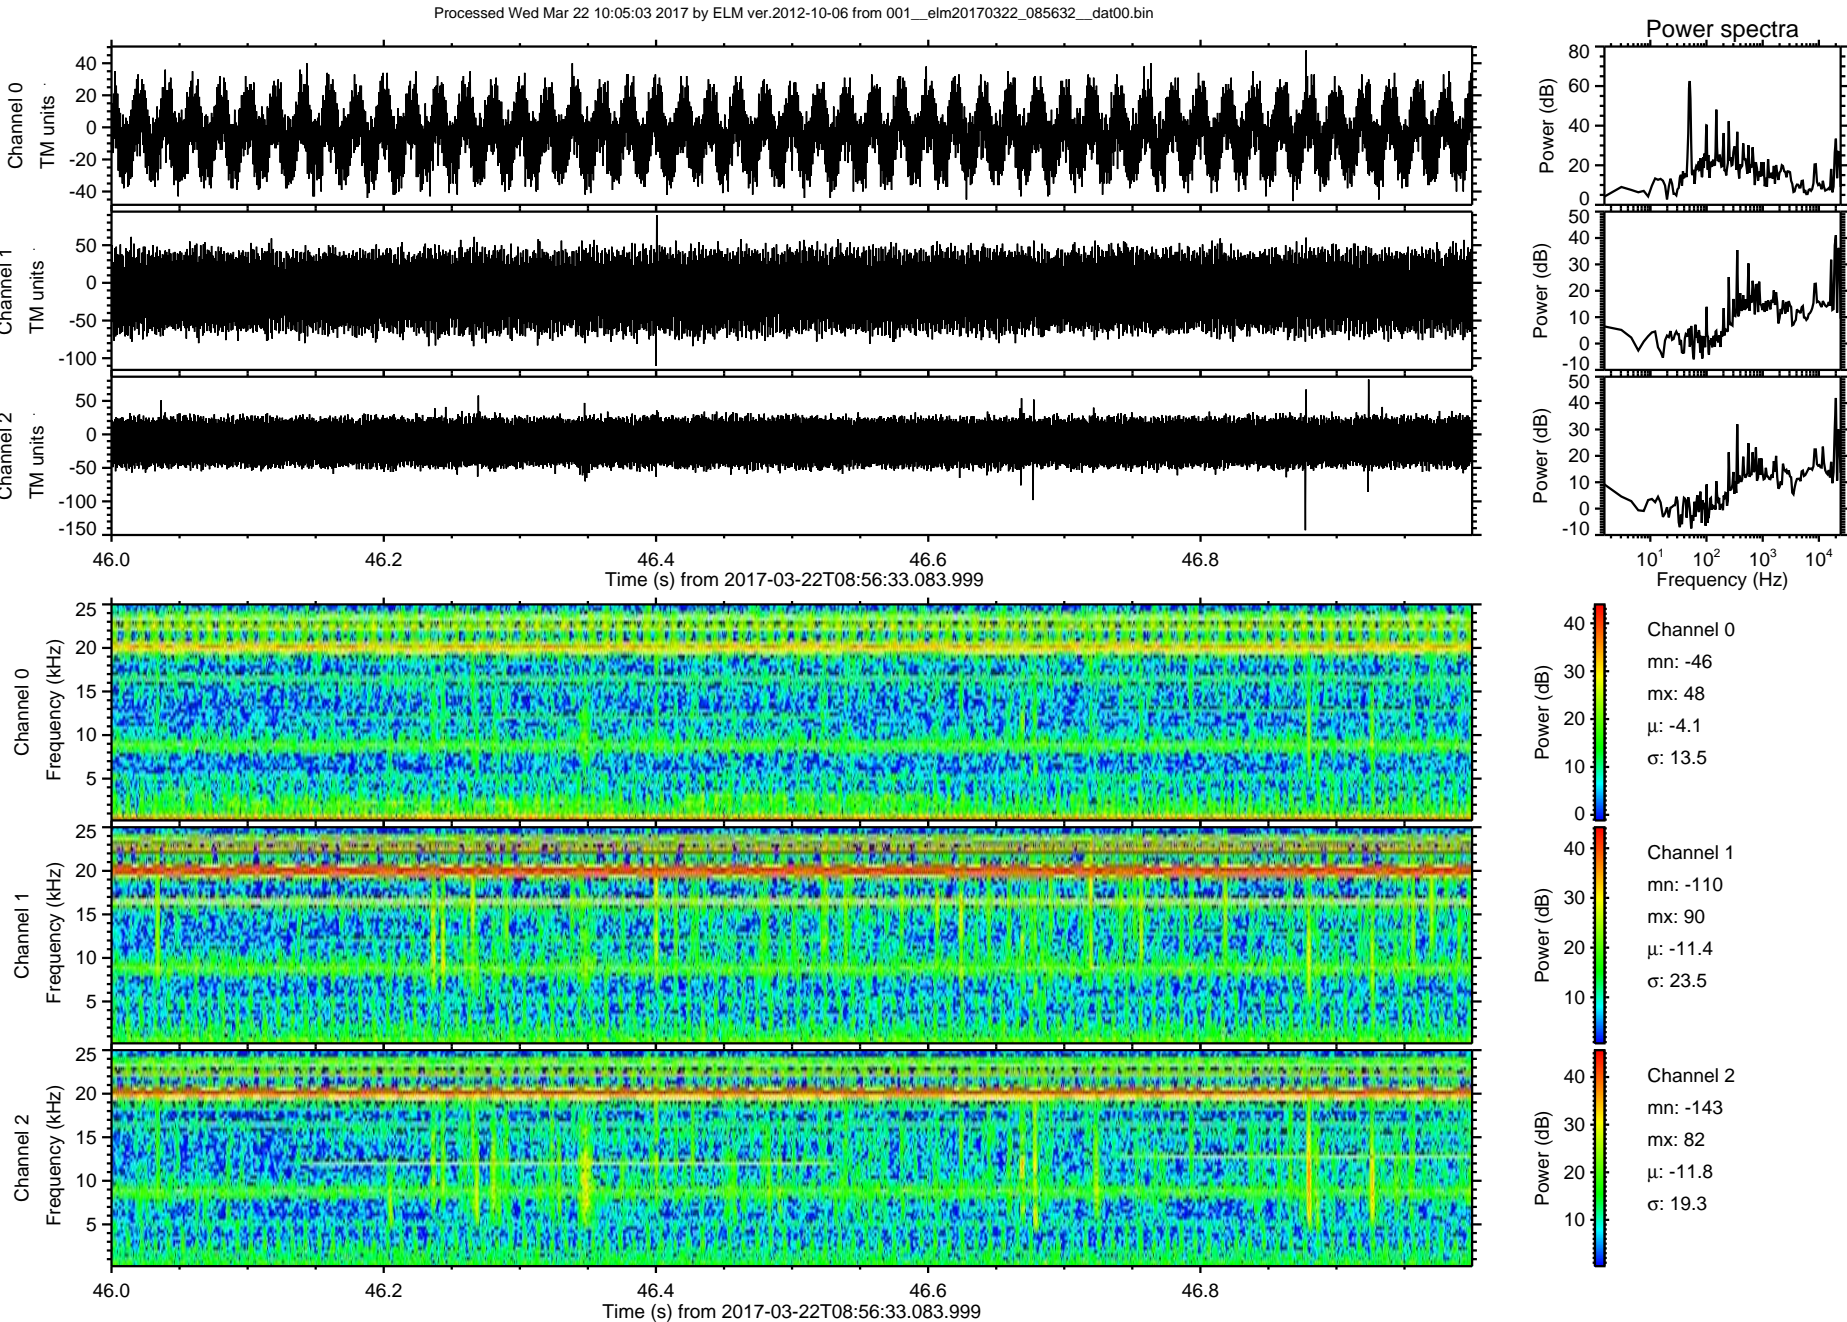 Processed Wed Mar 22 10:05:03 2017 by ELM ver.2012-10-06 from 001__elm20170322_085632__dat00.bin
Power spectra
Channel 0
TM units
40
20
0
-20
-40
Power (dB)
80
60
40
20
0
Channel 1
TM units
50
0
-50
-100
Power (dB)
50
40
30
20
10
0
-10
Channel 2
TM units
50
0
-50
-100
-150
Power (dB)
50
40
30
20
10
0
-10
46.0 46.2 46.4 46.6 46.8
Time (s) from 2017-03-22T08:56:33.083.999
10^1 10^2 10^3 10^4
Frequency (Hz)
Channel 0
Frequency (kHz)
25
20
15
10
5
Power (dB)
40
30
20
10
0
Channel 0
mn: -46
mx: 48
μ: -4.1
σ: 13.5
Channel 1
Frequency (kHz)
25
20
15
10
5
Power (dB)
40
30
20
10
Channel 1
mn: -110
mx: 90
μ: -11.4
σ: 23.5
Channel 2
Frequency (kHz)
25
20
15
10
5
Power (dB)
40
30
20
10
Channel 2
mn: -143
mx: 82
μ: -11.8
σ: 19.3
46.0 46.2 46.4 46.6 46.8
Time (s) from 2017-03-22T08:56:33.083.999